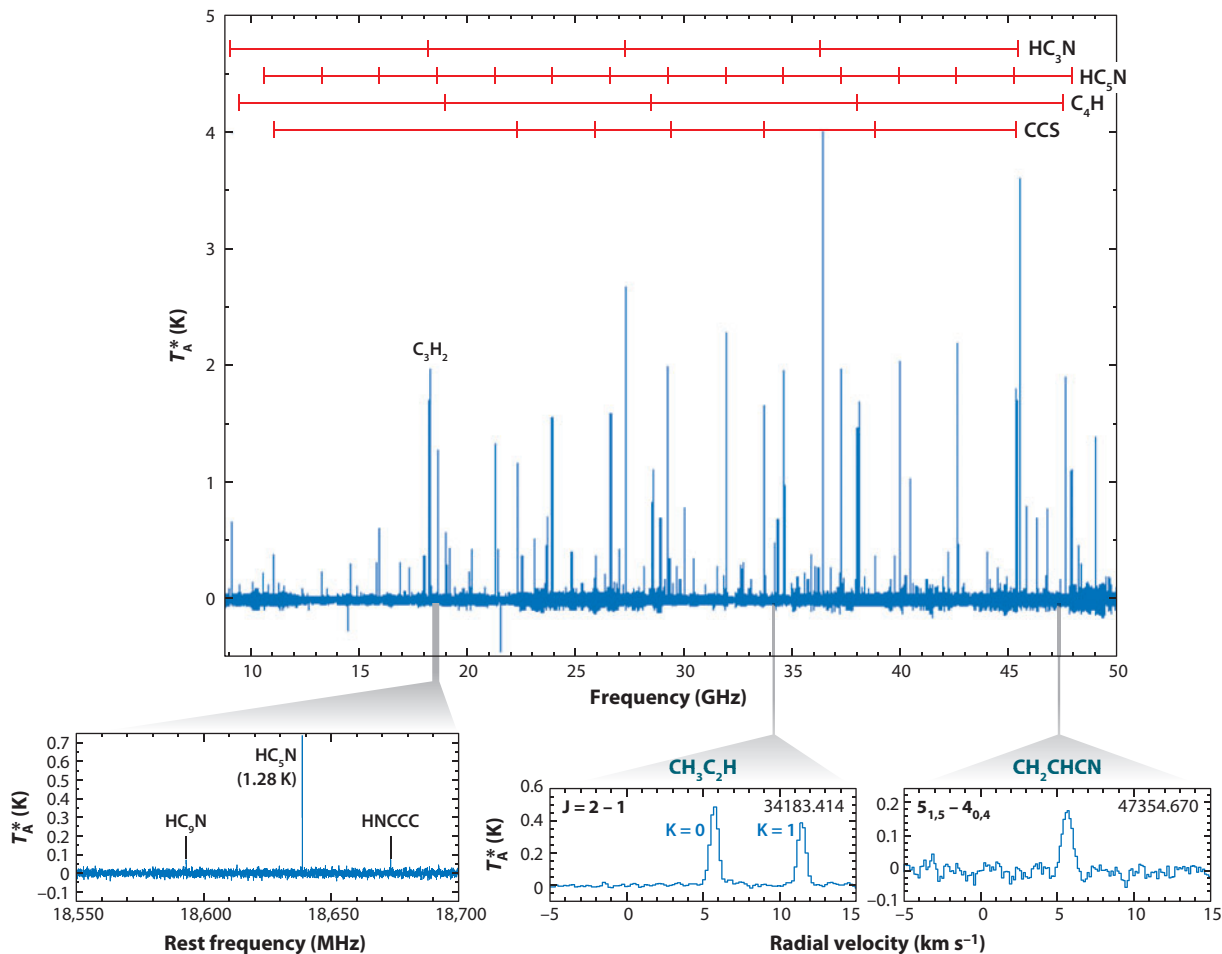 5
4
3
2
1
0
T*A (K)
HC3N
HC5N
C4H
CCS
C3H2
10 15 20 25 30 35 40 45 50
Frequency (GHz)
0.7
0.6
0.5
0.4
0.3
0.2
0.1
0
−0.1
T*A (K)
HC5N
(1.28 K)
HC9N
HNCCC
18,550 18,600 18,650 18,700
Rest frequency (MHz)
CH3C2H
0.6
0.4
0.2
0
T*A (K)
J = 2 – 1 34183.414
K = 0 K = 1
−5 0 5 10 15
CH2CHCN
0.2
0.1
0
−0.1
51,5 – 40,4 47354.670
−5 0 5 10 15
Radial velocity (km s–1)